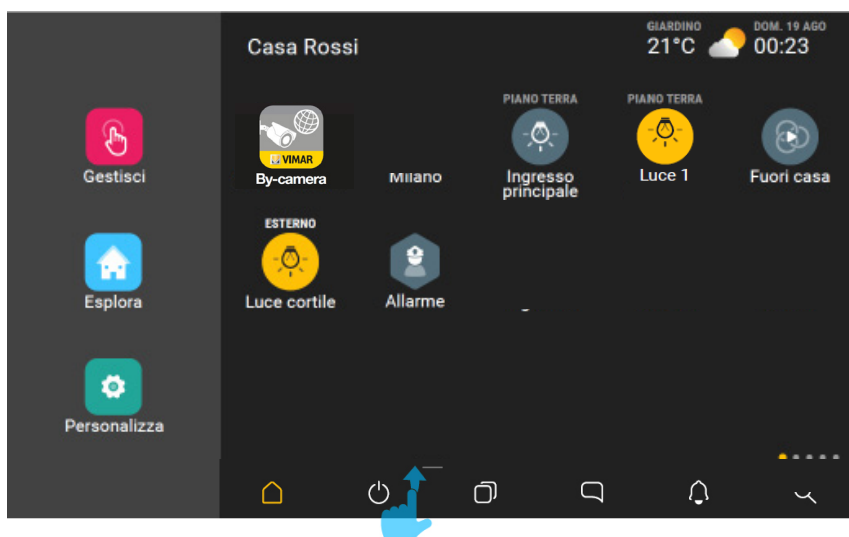 Casa Rossi
GIARDINO
21°C
DOM. 19 AGO
00:23
Gestisci
VIMAR
By-camera
Milano
PIANO TERRA
Ingresso
principale
PIANO TERRA
Luce 1
Fuori casa
Esplora
ESTERNO
Luce cortile
Allarme
Personalizza